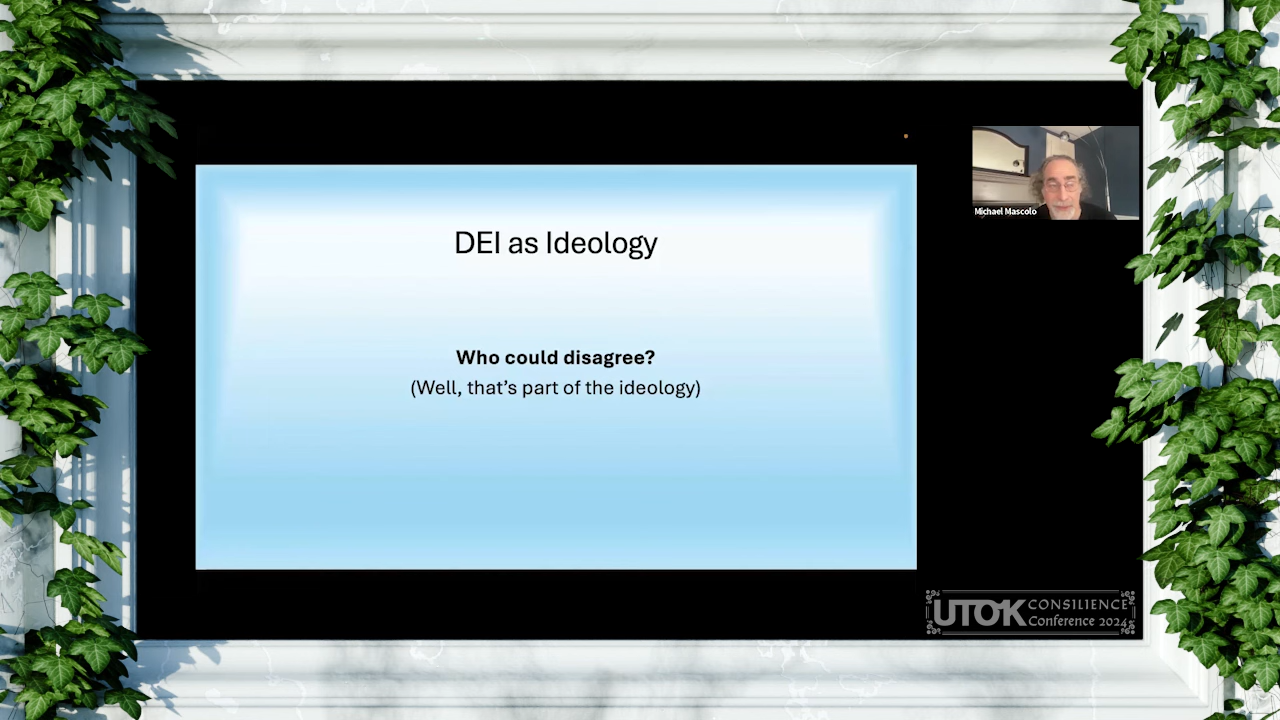 DEI as Ideology
Who could disagree?
(Well, that's part of the ideology)
Michael Mascolo
UTOK CONSILIENCE
Conference 2024